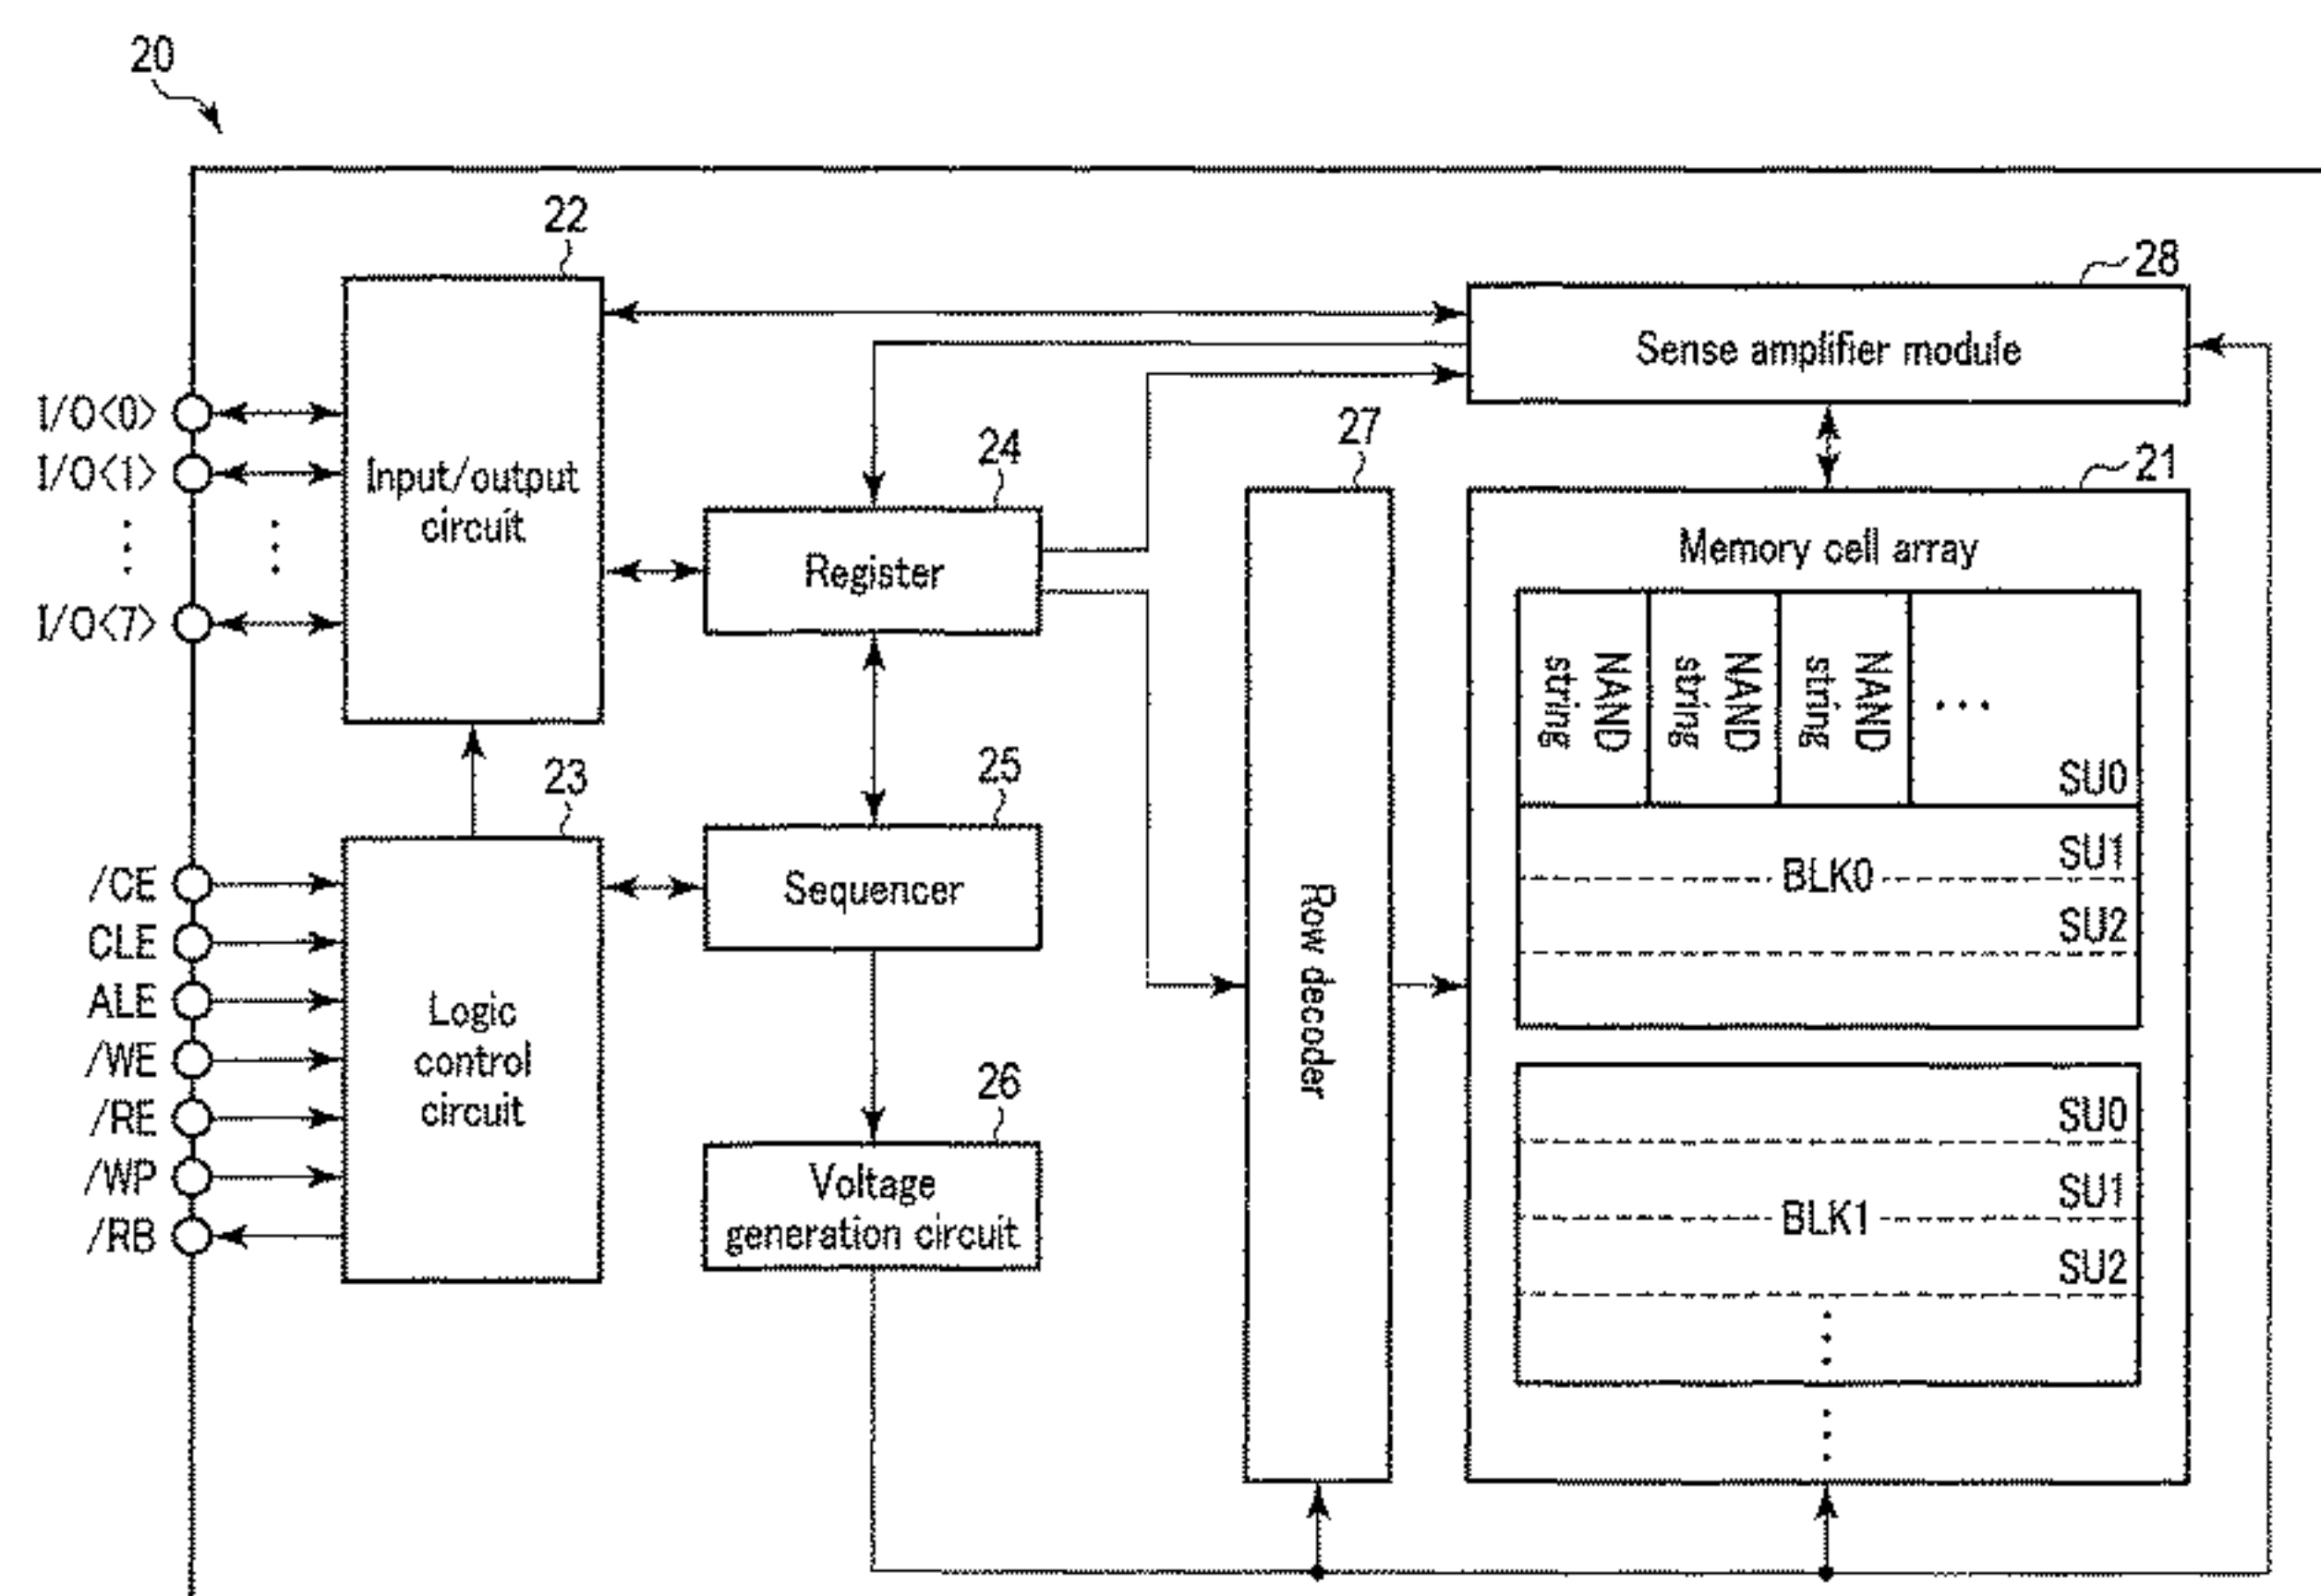 20
22
28
Sense amplifier module
I/O<0>
I/O<1>
I/O<7>
Input/output
circuit
24
Register
27
Row decoder
21
Memory cell array
NAND
string
NAND
string
NAND
string
...
SU0
SU1
BLK0
SU2
SU0
SU1
BLK1
SU2
23
/CE
CLE
ALE
/WE
/RE
/WP
/RB
Logic
control
circuit
25
Sequencer
26
Voltage
generation circuit